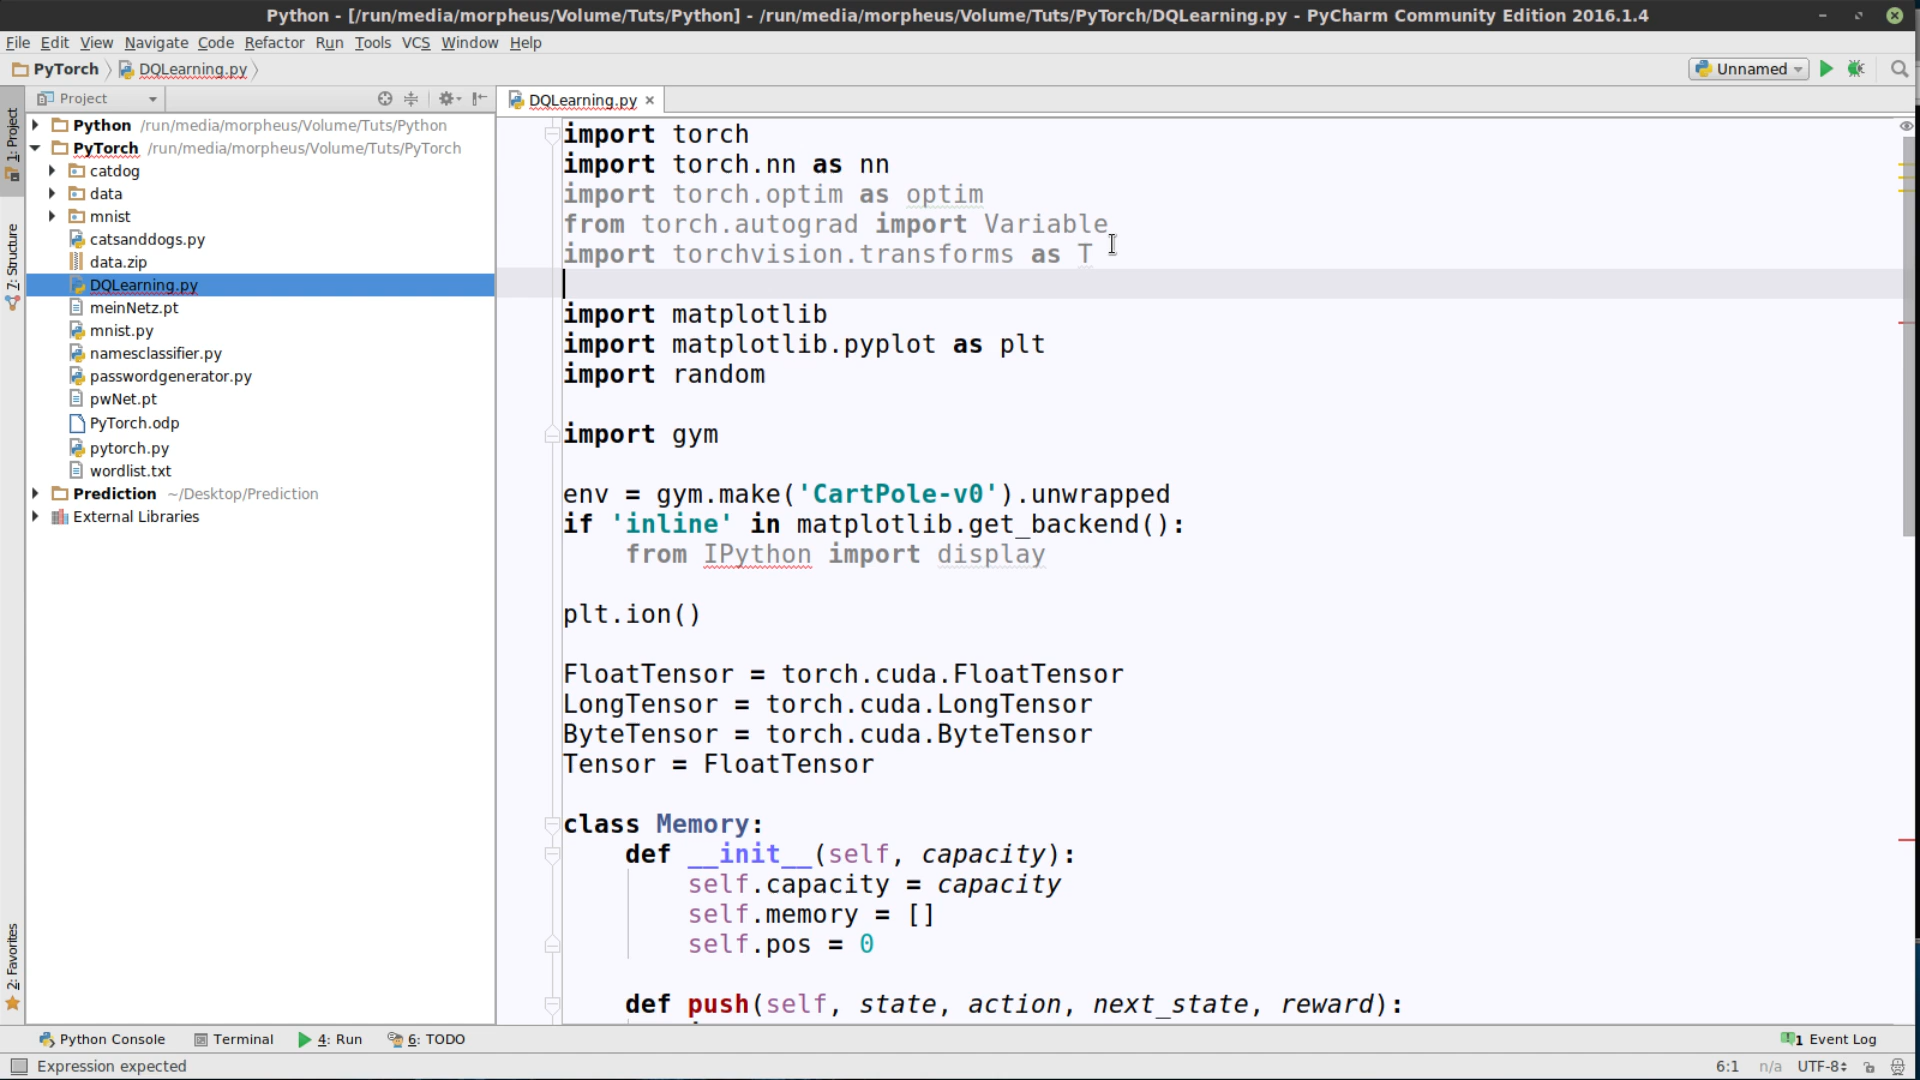 Python - [/run/media/morpheus/Volume/Tuts/Python] - /run/media/morpheus/Volume/Tuts/PyTorch/DQLearning.py - PyCharm Community Edition 2016.1.4
File Edit View Navigate Code Refactor Run Tools VCS Window Help
PyTorch DQLearning.py Unnamed
Project
DQLearning.py
1: Project
7: Structure
2: Favorites
Python /run/media/morpheus/Volume/Tuts/Python
PyTorch /run/media/morpheus/Volume/Tuts/PyTorch
catdog
data
mnist
catsanddogs.py
data.zip
DQLearning.py
meinNetz.pt
mnist.py
namesclassifier.py
passwordgenerator.py
pwNet.pt
PyTorch.odp
pytorch.py
wordlist.txt
Prediction ~/Desktop/Prediction
External Libraries
import torch
import torch.nn as nn
import torch.optim as optim
from torch.autograd import Variable
import torchvision.transforms as T
import matplotlib
import matplotlib.pyplot as plt
import random
import gym
env = gym.make('CartPole-v0').unwrapped
if 'inline' in matplotlib.get_backend():
    from IPython import display
plt.ion()
FloatTensor = torch.cuda.FloatTensor
LongTensor = torch.cuda.LongTensor
ByteTensor = torch.cuda.ByteTensor
Tensor = FloatTensor
class Memory:
    def __init__(self, capacity):
        self.capacity = capacity
        self.memory = []
        self.pos = 0
    def push(self, state, action, next_state, reward):
Python Console Terminal 4: Run 6: TODO 1 Event Log
Expression expected 6:1 n/a UTF-8